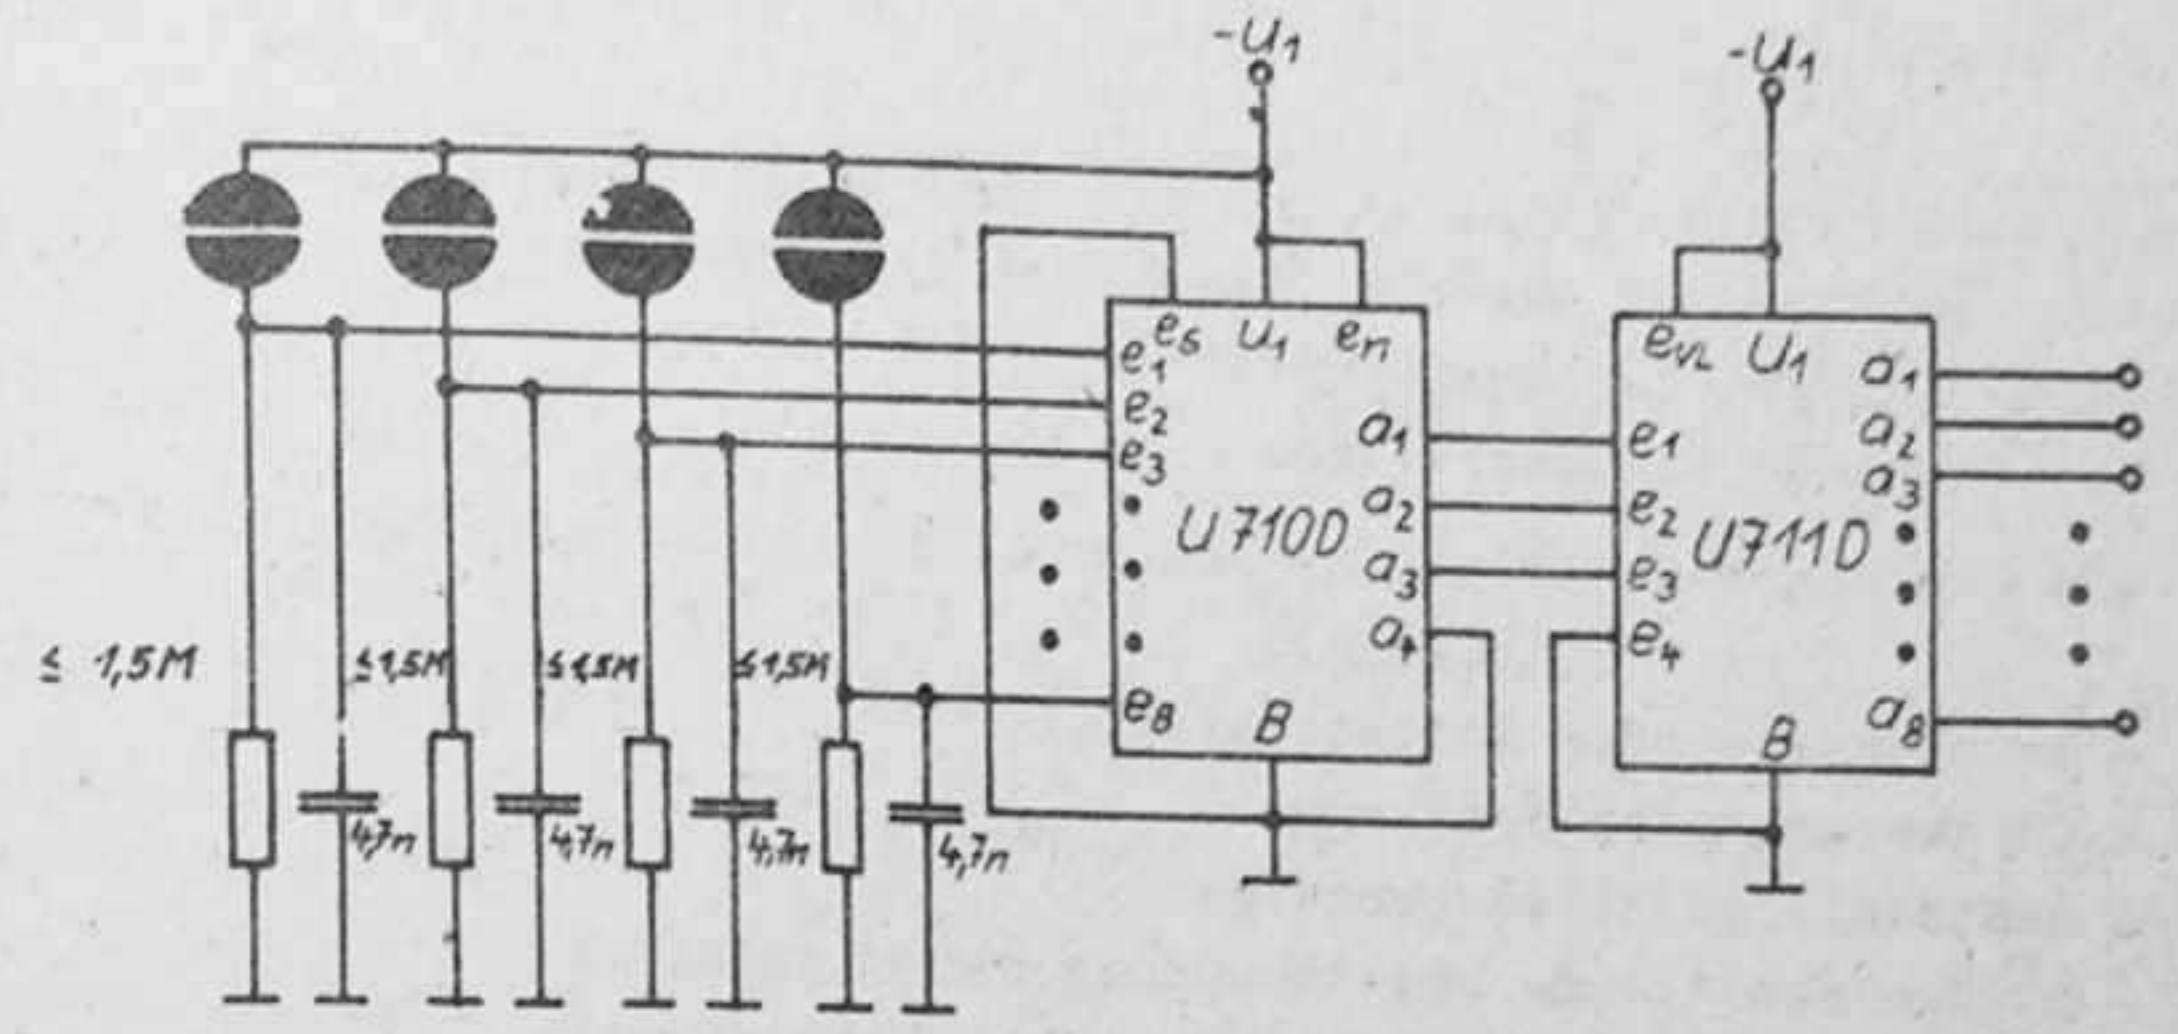 -U₁
-U₁
e₆ U₁ eₙ
e₁
e₂
e₃
e₈
U710D
a₁
a₂
a₃
a₄
B
eᵥₗ U₁
e₁
e₂
e₃
e₄
U711D
a₁
a₂
a₃
a₈
B
≤ 1,5M
≤1,5M
≤1,5M
≤1,5M
4,7n
4,7n
4,7n
4,7n